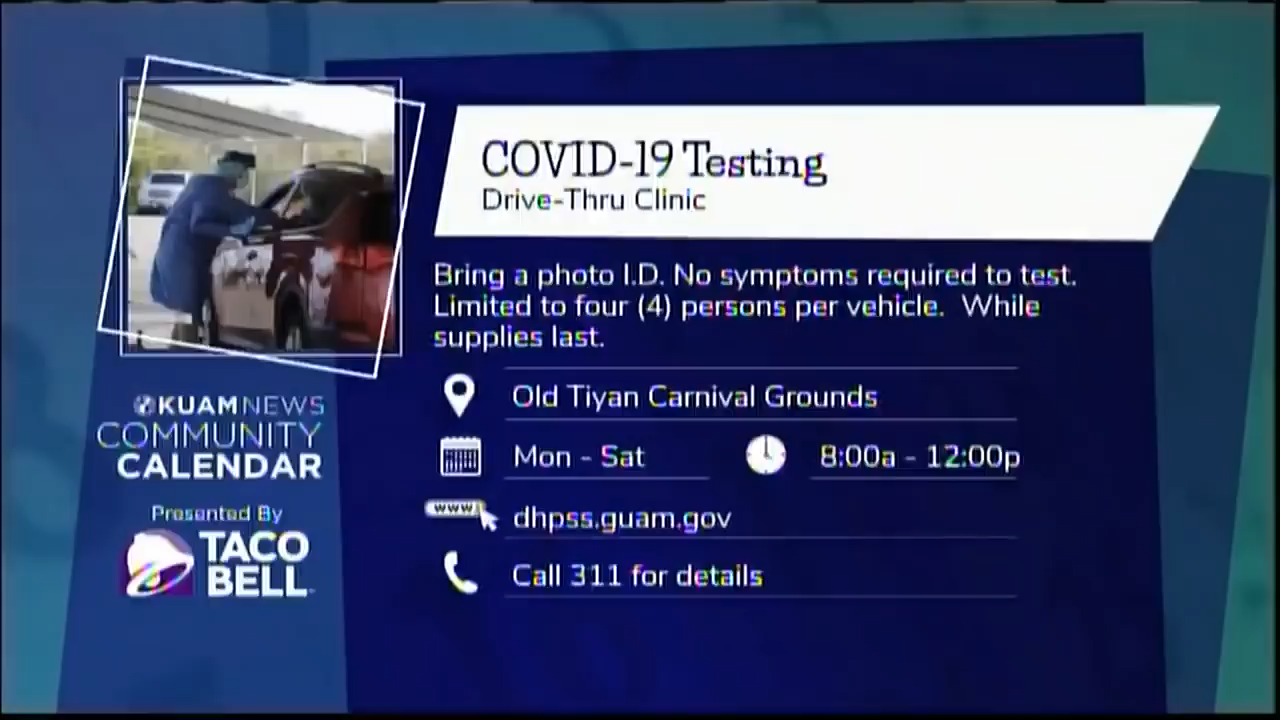 COVID-19 Testing
Drive-Thru Clinic
Bring a photo I.D. No symptoms required to test.
Limited to four (4) persons per vehicle. While
supplies last.
Old Tiyan Carnival Grounds
Mon - Sat
8:00a - 12:00p
www.
dhpss.guam.gov
Call 311 for details
KUAMNEWS
COMMUNITY
CALENDAR
Presented By
TACO
BELL